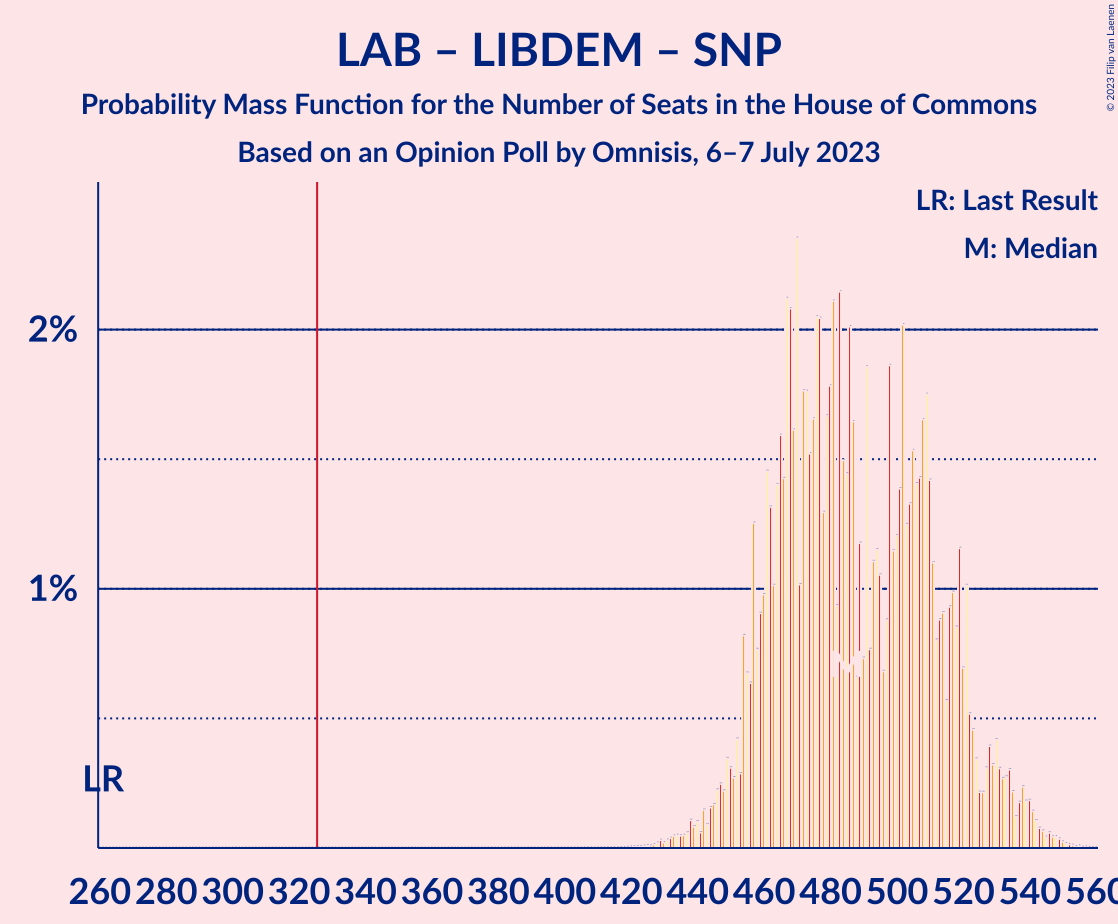 LAB – LIBDEM – SNP
Probability Mass Function for the Number of Seats in the House of Commons
Based on an Opinion Poll by Omnisis, 6–7 July 2023
© 2023 Filip van Laenen
LR: Last Result
M: Median
2%
1%
LR
260 280 300 320 340 360 380 400 420 440 460 480 500 520 540 560